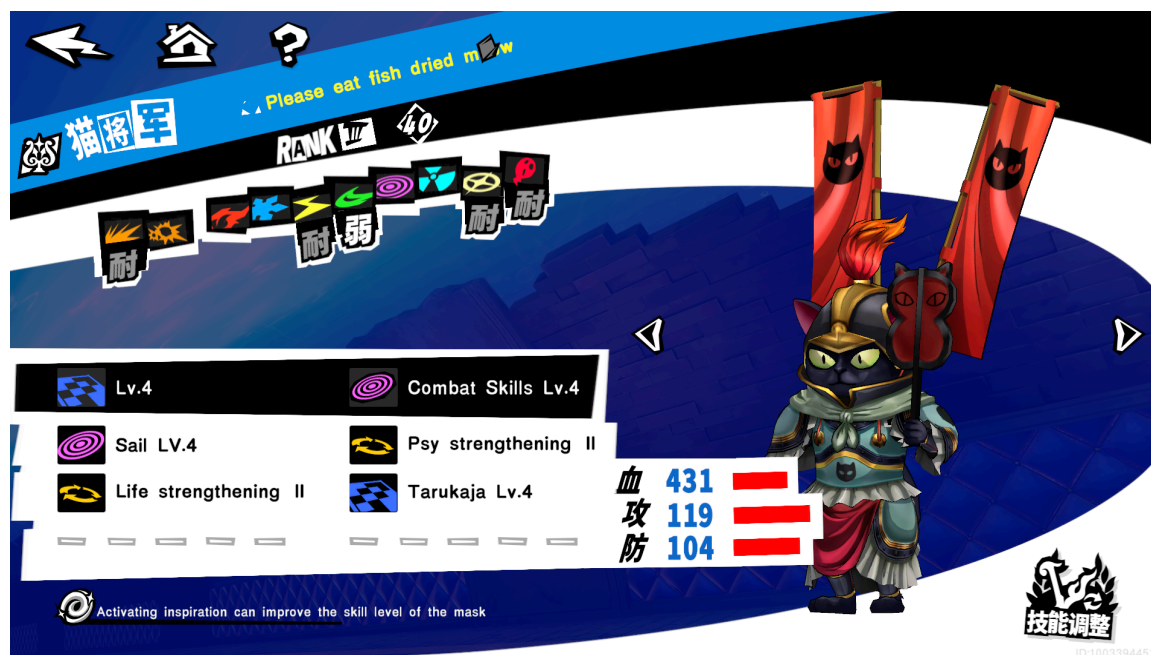 Please eat fish dried m w
猫将军
RANK III 40
耐 耐 弱 耐 耐
Lv.4
Combat Skills Lv.4
Sail LV.4
Psy strengthening II
Life strengthening II
Tarukaja Lv.4
血 431
攻 119
防 104
Activating inspiration can improve the skill level of the mask
技能调整